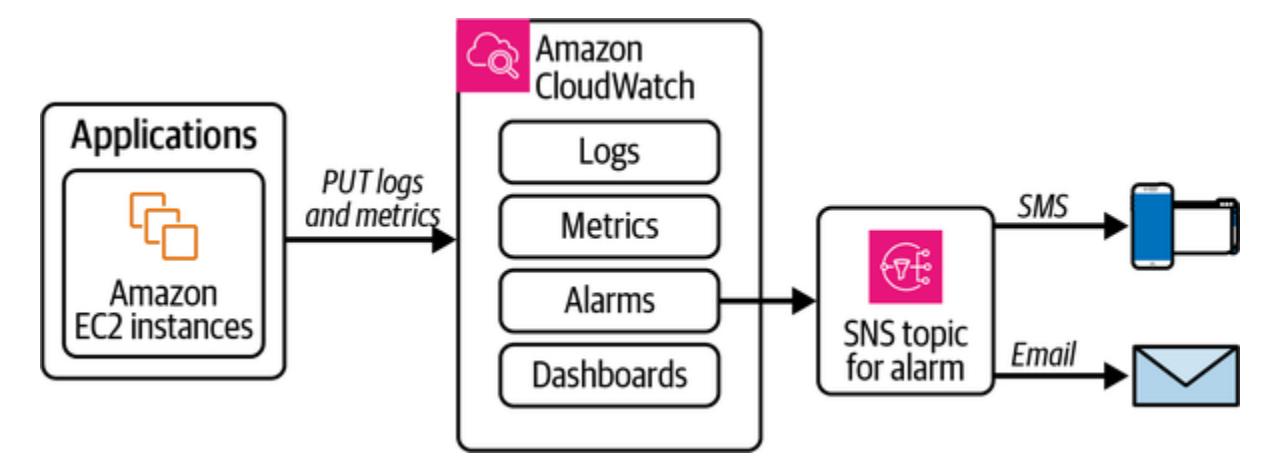 Applications
Amazon
EC2 instances
PUT logs
and metrics
Amazon
CloudWatch
Logs
Metrics
Alarms
Dashboards
SNS topic
for alarm
SMS
Email